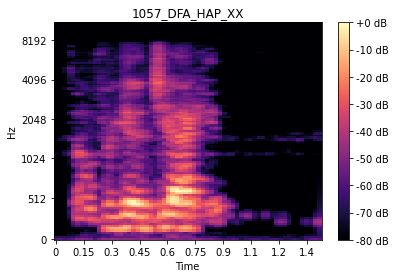 1057_DFA_HAP_XX
8192
4096
2048
1024
512
0
Hz
0 0.15 0.3 0.45 0.6 0.75 0.9 1.1 1.2 1.4
Time
+0 dB
-10 dB
-20 dB
-30 dB
-40 dB
-50 dB
-60 dB
-70 dB
-80 dB